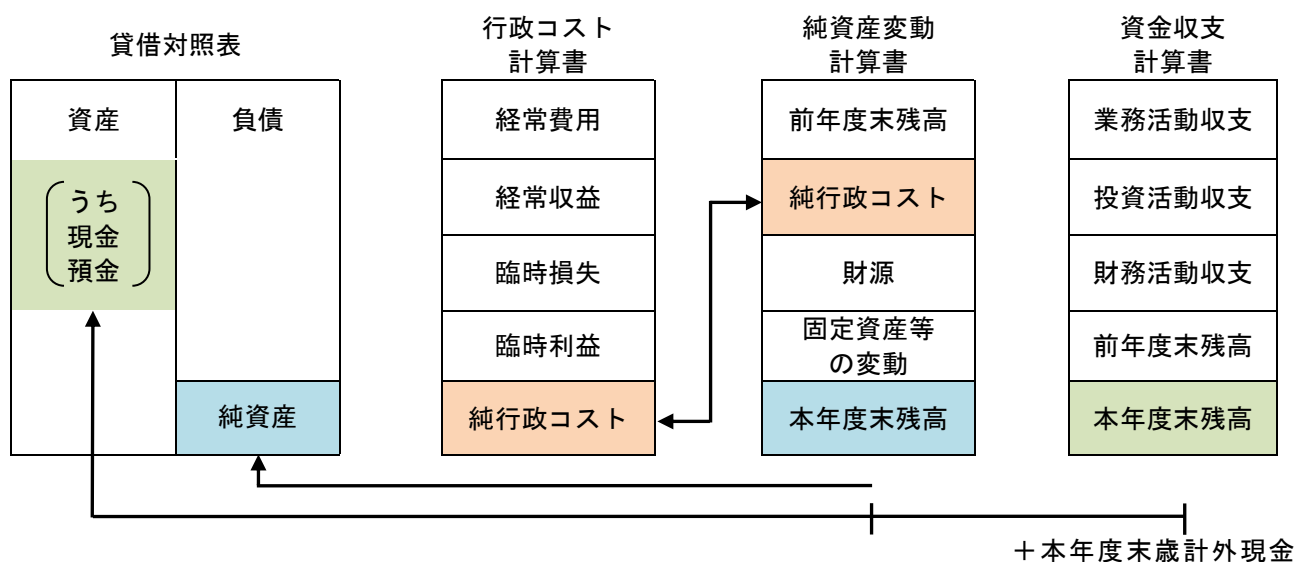 貸借対照表
資産
負債
うち
現金
預金
純資産
行政コスト
計算書
経常費用
経常収益
臨時損失
臨時利益
純行政コスト
純資産変動
計算書
前年度末残高
純行政コスト
財源
固定資産等
の変動
本年度末残高
資金収支
計算書
業務活動収支
投資活動収支
財務活動収支
前年度末残高
本年度末残高
＋本年度末歳計外現金